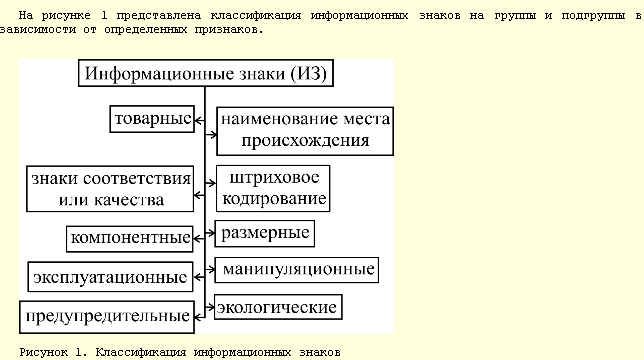 На рисунке 1 представлена классификация информационных знаков на группы и подгруппы в
зависимости от определенных признаков.
Информационные знаки (ИЗ)
товарные
наименование места
происхождения
знаки соответствия
или качества
штриховое
кодирование
компонентные
размерные
эксплуатационные
манипуляционные
предупредительные
экологические
Рисунок 1. Классификация информационных знаков